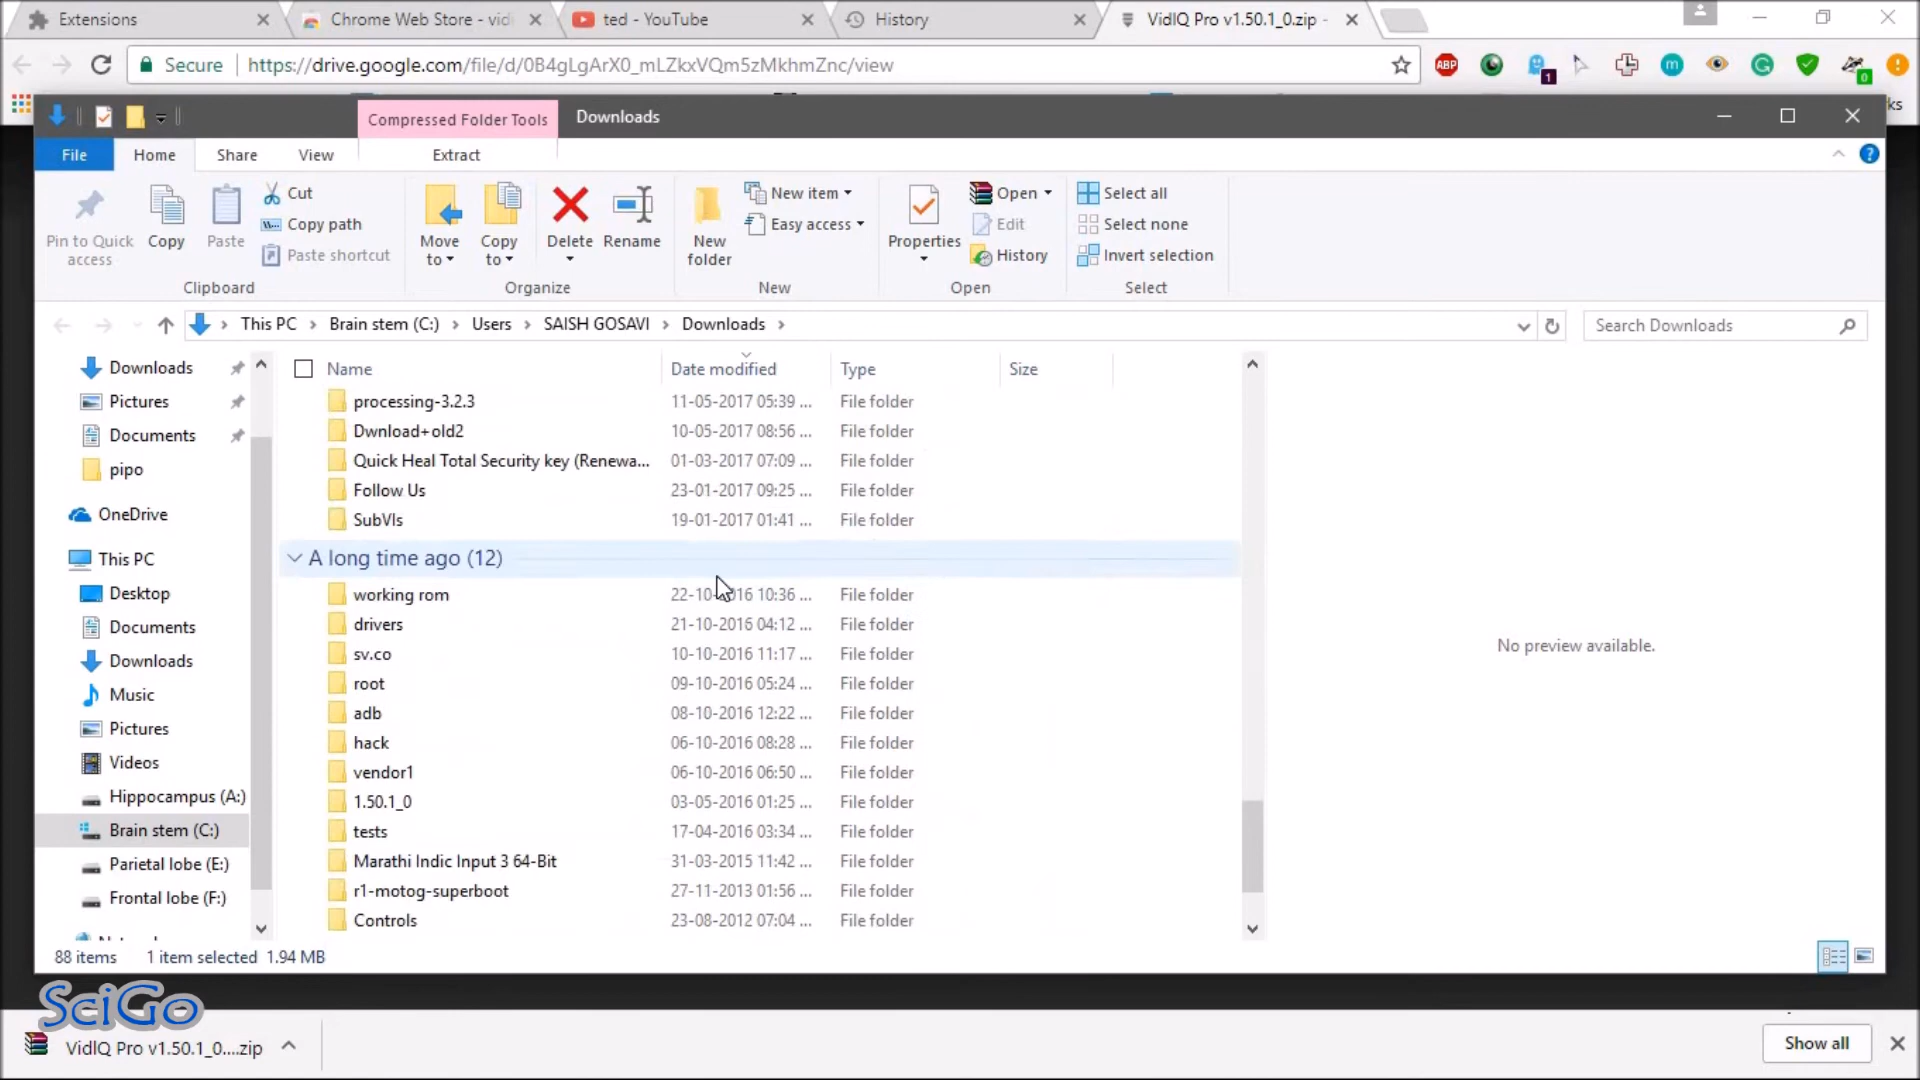 Extensions
Chrome Web Store - vid
ted - YouTube
History
VidIQ Pro v1.50.1_0.zip -
Secure
https://drive.google.com/file/d/0B4gLgArX0_mLZkxVQm5zMkhmZnc/view
ABP
1
m
0
ks
Compressed Folder Tools
Downloads
File
Home
Share
View
Extract
Pin to Quick
access
Copy
Paste
Cut
Copy path
Paste shortcut
Clipboard
Move
to
Copy
to
Delete
Rename
Organize
New
folder
New item
Easy access
New
Properties
Open
Edit
History
Open
Select all
Select none
Invert selection
Select
This PC
Brain stem (C:)
Users
SAISH GOSAVI
Downloads
Search Downloads
Downloads
Pictures
Documents
pipo
OneDrive
This PC
Desktop
Documents
Downloads
Music
Pictures
Videos
Hippocampus (A:)
Brain stem (C:)
Parietal lobe (E:)
Frontal lobe (F:)
Name Date modified Type Size
processing-3.2.3 11-05-2017 05:39 ... File folder
Dwnload+old2 10-05-2017 08:56 ... File folder
Quick Heal Total Security key (Renewa... 01-03-2017 07:09 ... File folder
Follow Us 23-01-2017 09:25 ... File folder
SubVIs 19-01-2017 01:41 ... File folder
A long time ago (12)
working rom 22-10-2016 10:36 ... File folder
drivers 21-10-2016 04:12 ... File folder
sv.co 10-10-2016 11:17 ... File folder
root 09-10-2016 05:24 ... File folder
adb 08-10-2016 12:22 ... File folder
hack 06-10-2016 08:28 ... File folder
vendor1 06-10-2016 06:50 ... File folder
1.50.1_0 03-05-2016 01:25 ... File folder
tests 17-04-2016 03:34 ... File folder
Marathi Indic Input 3 64-Bit 31-03-2015 11:42 ... File folder
r1-motog-superboot 27-11-2013 01:56 ... File folder
Controls 23-08-2012 07:04 ... File folder
No preview available.
88 items 1 item selected 1.94 MB
SciGo
VidIQ Pro v1.50.1_0....zip
Show all